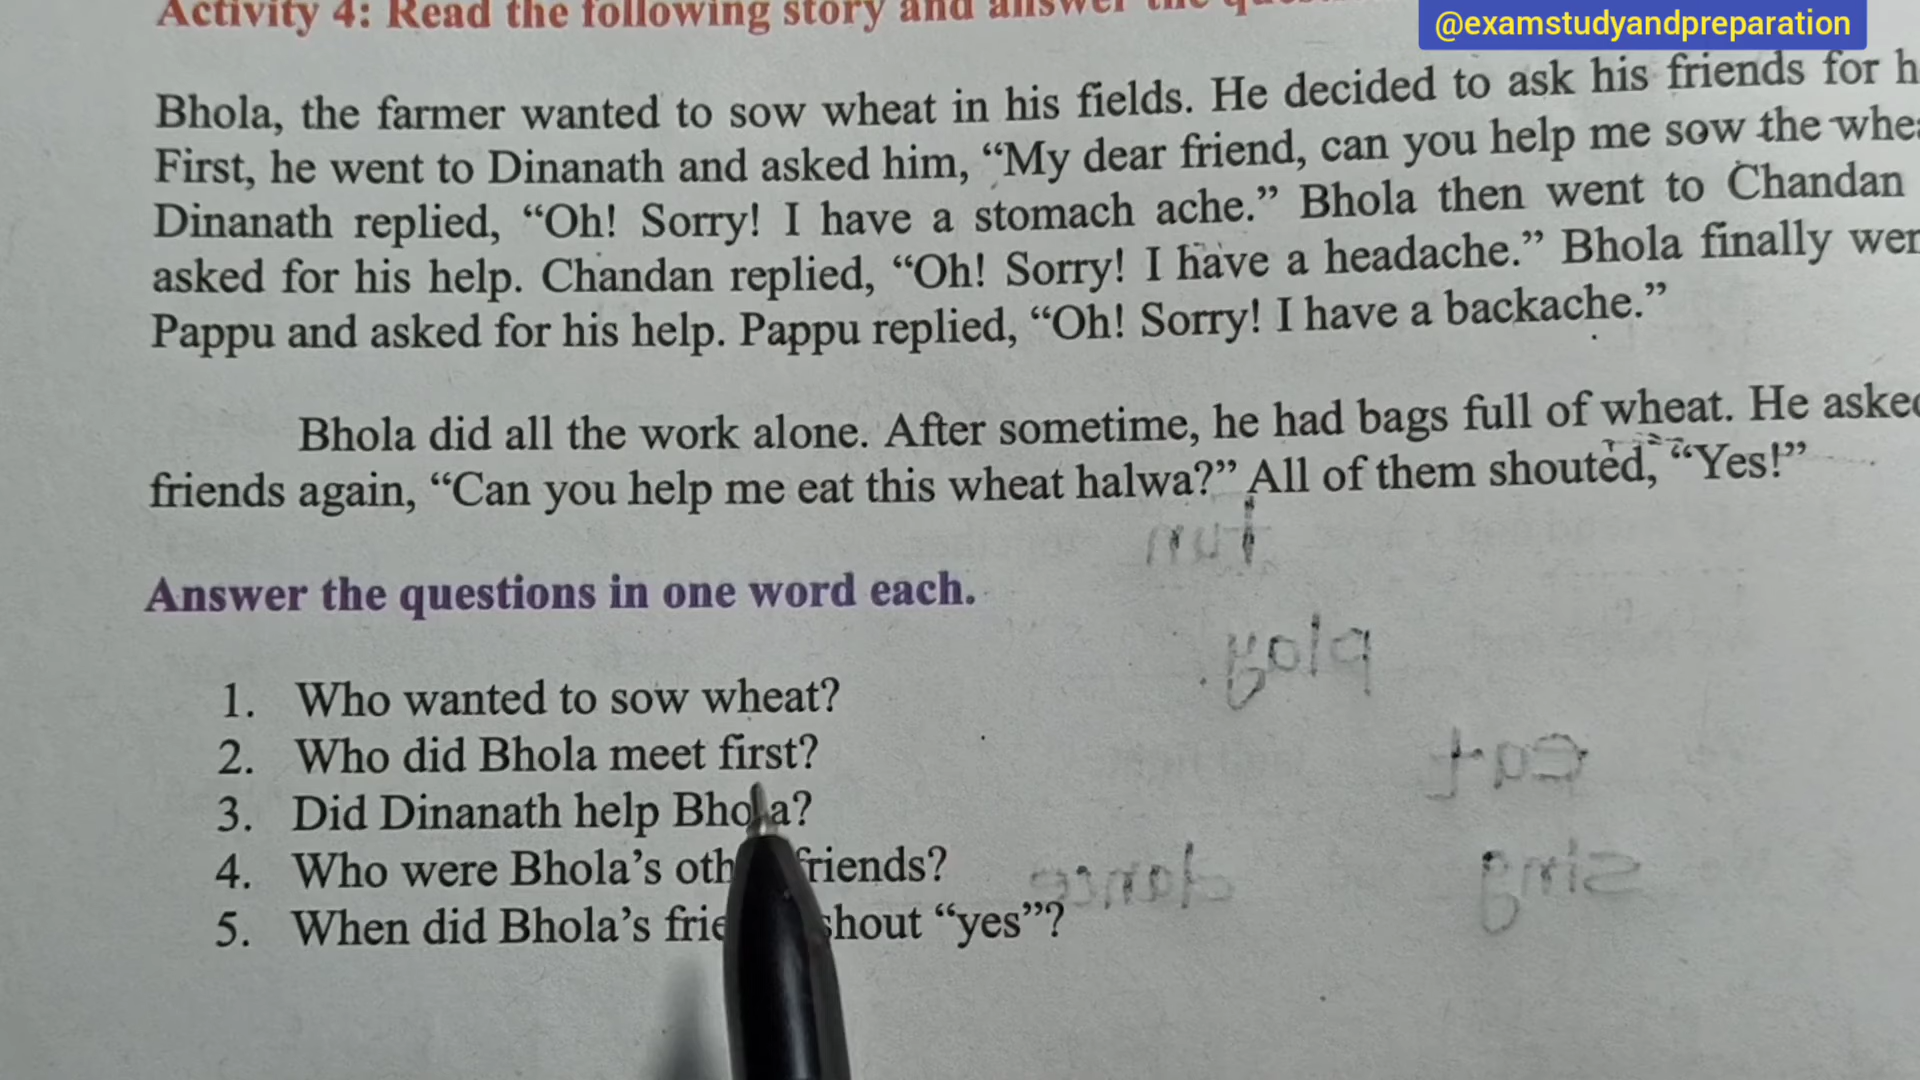 Activity 4: Read the following story and answer the
@examstudyandpreparation
Bhola, the farmer wanted to sow wheat in his fields. He decided to ask his friends for
First, he went to Dinanath and asked him, “My dear friend, can you help me sow the
Dinanath replied, “Oh! Sorry! I have a stomach ache.” Bhola then went to Chandan
asked for his help. Chandan replied, “Oh! Sorry! I have a headache.” Bhola finally
Pappu and asked for his help. Pappu replied, “Oh! Sorry! I have a backache.”
Bhola did all the work alone. After sometime, he had bags full of wheat. He asked
friends again, “Can you help me eat this wheat halwa?” All of them shouted, “Yes!”
Answer the questions in one word each.
1. Who wanted to sow wheat?
2. Who did Bhola meet first?
3. Did Dinanath help Bhola?
4. Who were Bhola’s friends?
5. When did Bhola’s shout “yes”?